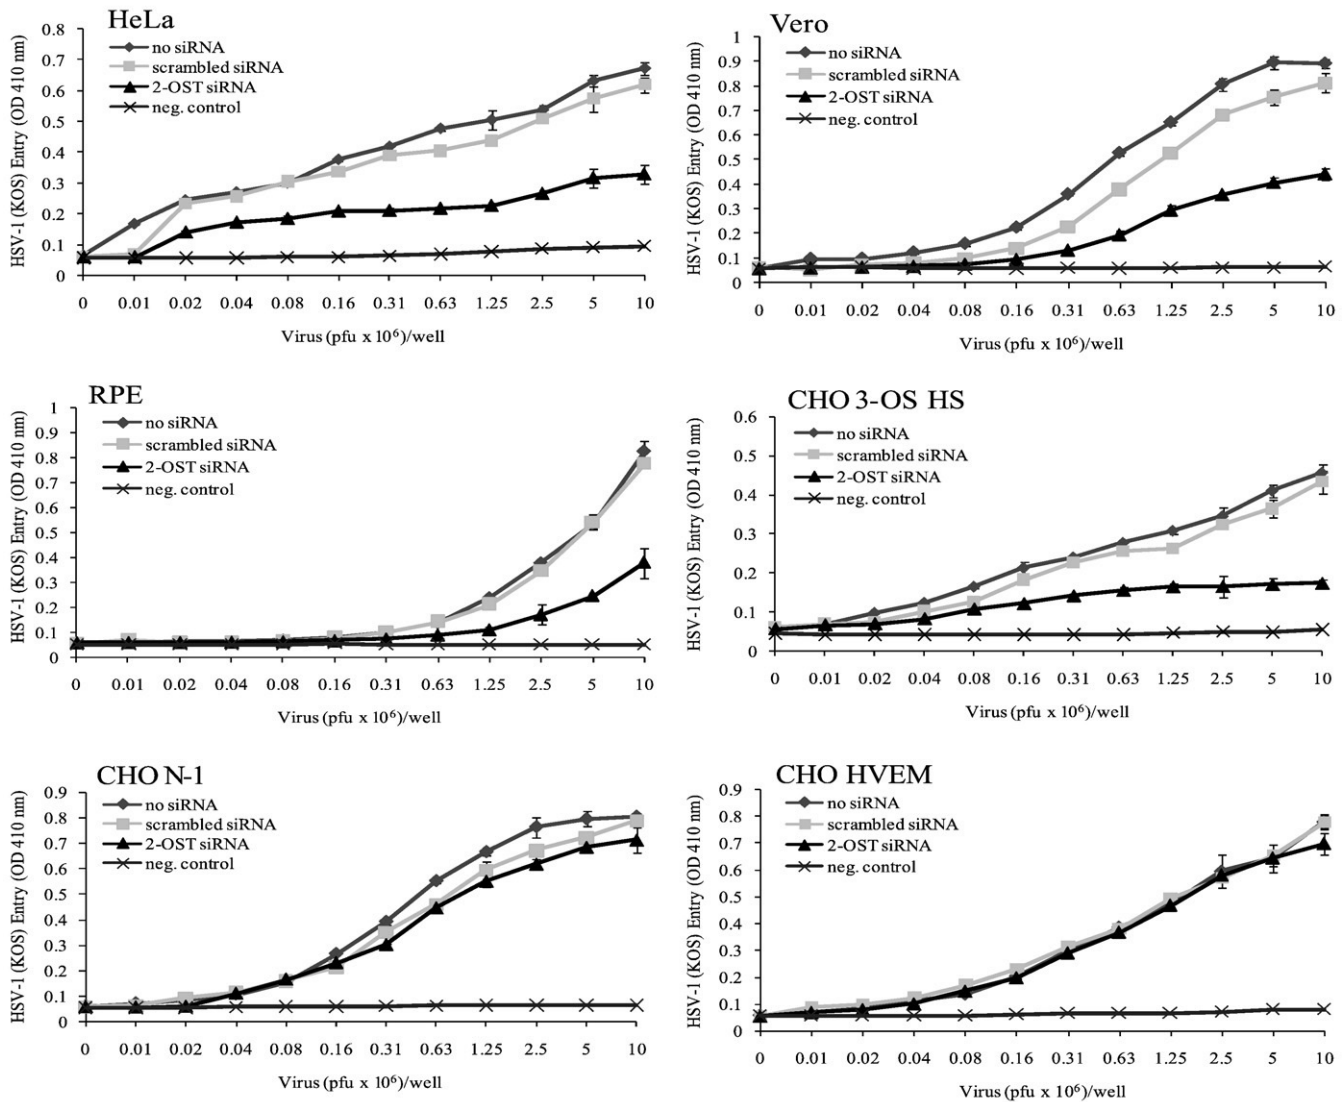 HeLa
HSV-1 (KOS) Entry (OD 410 nm)
0.8
0.7
0.6
0.5
0.4
0.3
0.2
0.1
0
no siRNA
scrambled siRNA
2-OST siRNA
neg. control
0 0.01 0.02 0.04 0.08 0.16 0.31 0.63 1.25 2.5 5 10
Virus (pfu x 10⁶)/well
Vero
HSV-1 (KOS) Entry (OD 410 nm)
1
0.9
0.8
0.7
0.6
0.5
0.4
0.3
0.2
0.1
0
no siRNA
scrambled siRNA
2-OST siRNA
neg. control
0 0.01 0.02 0.04 0.08 0.16 0.31 0.63 1.25 2.5 5 10
Virus (pfu x 10⁶)/well
RPE
HSV-1 (KOS) Entry (OD 410 nm)
1
0.9
0.8
0.7
0.6
0.5
0.4
0.3
0.2
0.1
0
no siRNA
scrambled siRNA
2-OST siRNA
neg. control
0 0.01 0.02 0.04 0.08 0.16 0.31 0.63 1.25 2.5 5 10
Virus (pfu x 10⁶)/well
CHO 3-OS HS
HSV-1 (KOS) Entry (OD 410 nm)
0.6
0.5
0.4
0.3
0.2
0.1
0
no siRNA
scrambled siRNA
2-OST siRNA
neg. control
0 0.01 0.02 0.04 0.08 0.16 0.31 0.63 1.25 2.5 5 10
Virus (pfu x 10⁶)/well
CHO N-1
HSV-1 (KOS) Entry (OD 410 nm)
0.9
0.8
0.7
0.6
0.5
0.4
0.3
0.2
0.1
0
no siRNA
scrambled siRNA
2-OST siRNA
neg. control
0 0.01 0.02 0.04 0.08 0.16 0.31 0.63 1.25 2.5 5 10
Virus (pfu x 10⁶)/well
CHO HVEM
HSV-1 (KOS) Entry (OD 410 nm)
0.9
0.8
0.7
0.6
0.5
0.4
0.3
0.2
0.1
0
no siRNA
scrambled siRNA
2-OST siRNA
neg. control
0 0.01 0.02 0.04 0.08 0.16 0.31 0.63 1.25 2.5 5 10
Virus (pfu x 10⁶)/well